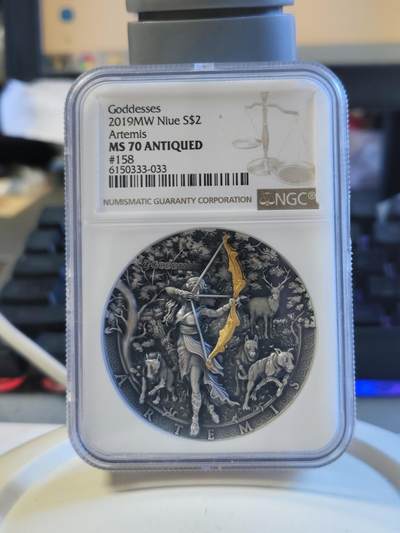 Goddesses
2019MW Niue S$2
Artemis
MS 70 ANTIQUED
#158
6150333-033
NUMISMATIC GUARANTY CORPORATION
NGC®
ARTEMIS